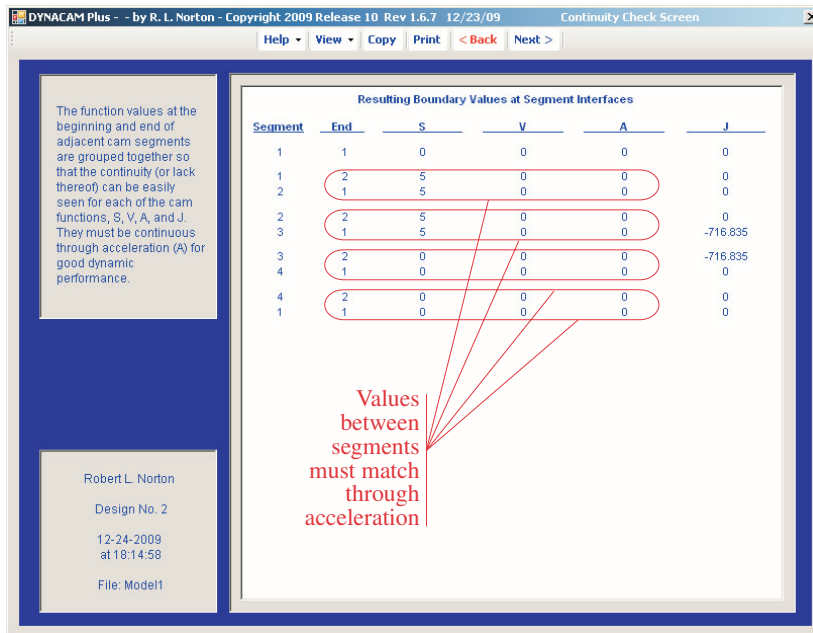 DYNACAM Plus - - by R. L. Norton - Copyright 2009 Release 10 Rev 1.6.7 12/23/09 Continuity Check Screen X
Help View Copy Print < Back Next >
The function values at the
beginning and end of
adjacent cam segments
are grouped together so
that the continuity (or lack
thereof) can be easily
seen for each of the cam
functions, S, V, A, and J.
They must be continuous
through acceleration (A) for
good dynamic
performance.
Resulting Boundary Values at Segment Interfaces
Segment End S V A J
1 1 0 0 0 0
1 2 5 0 0 0
2 1 5 0 0 0
2 2 5 0 0 0
3 1 5 0 0 -716.835
3 2 0 0 0 -716.835
4 1 0 0 0 0
4 2 0 0 0 0
1 1 0 0 0 0
Values
between
segments
must match
through
acceleration
Robert L. Norton
Design No. 2
12-24-2009
at 18:14:58
File: Model1